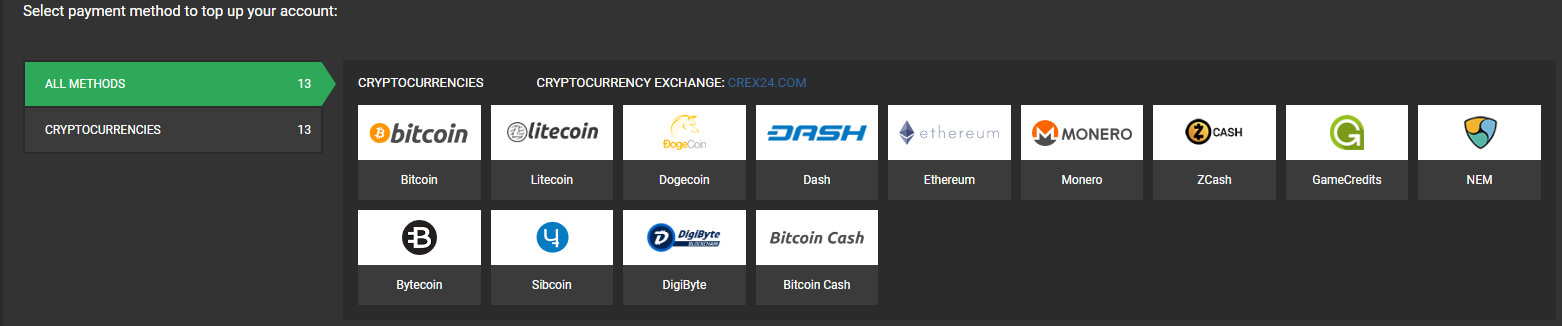 Select payment method to top up your account:
ALL METHODS 13
CRYPTOCURRENCIES 13
CRYPTOCURRENCIES CRYPTOCURRENCY EXCHANGE: CREX24.COM
bitcoin litecoin DogeCoin DASH ethereum MONERO CASH
Bitcoin Litecoin Dogecoin Dash Ethereum Monero ZCash GameCredits NEM
DigiByte BLOCKCHAIN Bitcoin Cash
Bytecoin Sibcoin DigiByte Bitcoin Cash